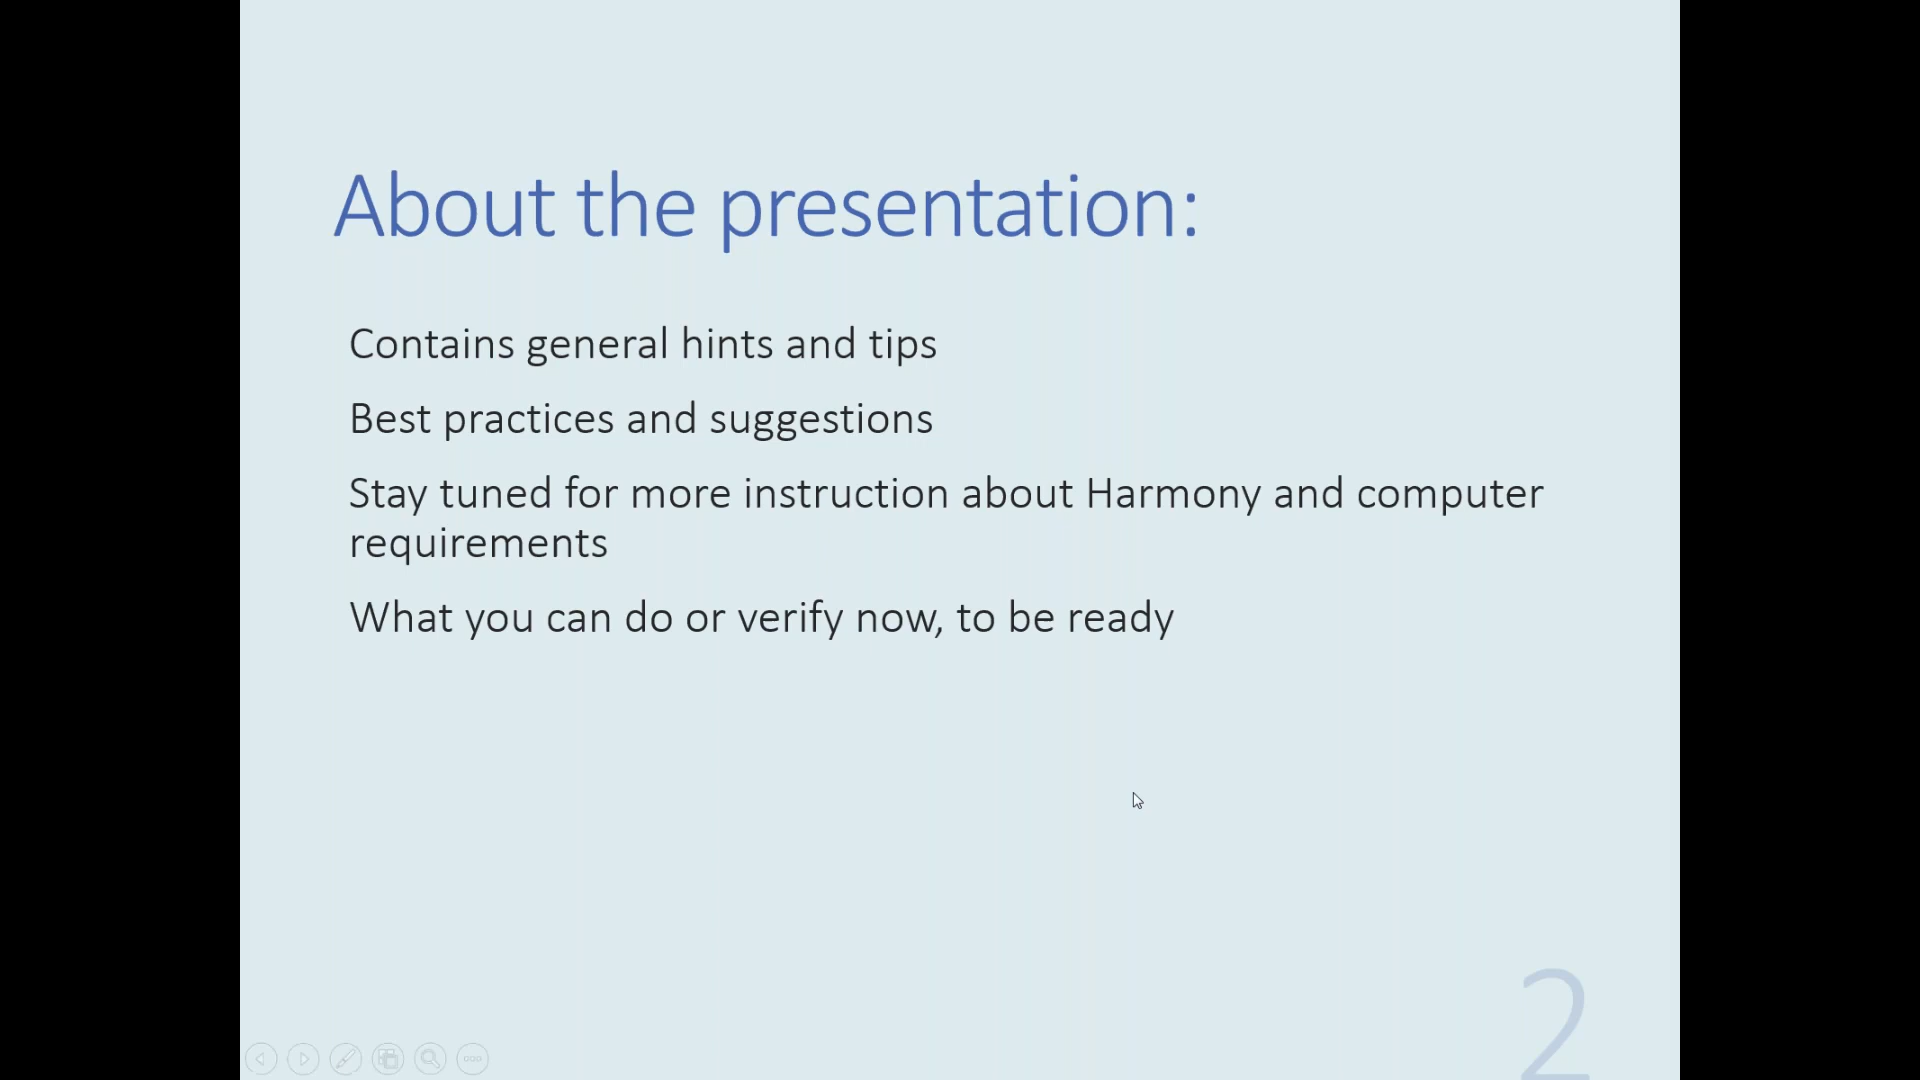 About the presentation:
Contains general hints and tips
Best practices and suggestions
Stay tuned for more instruction about Harmony and computer
requirements
What you can do or verify now, to be ready
2